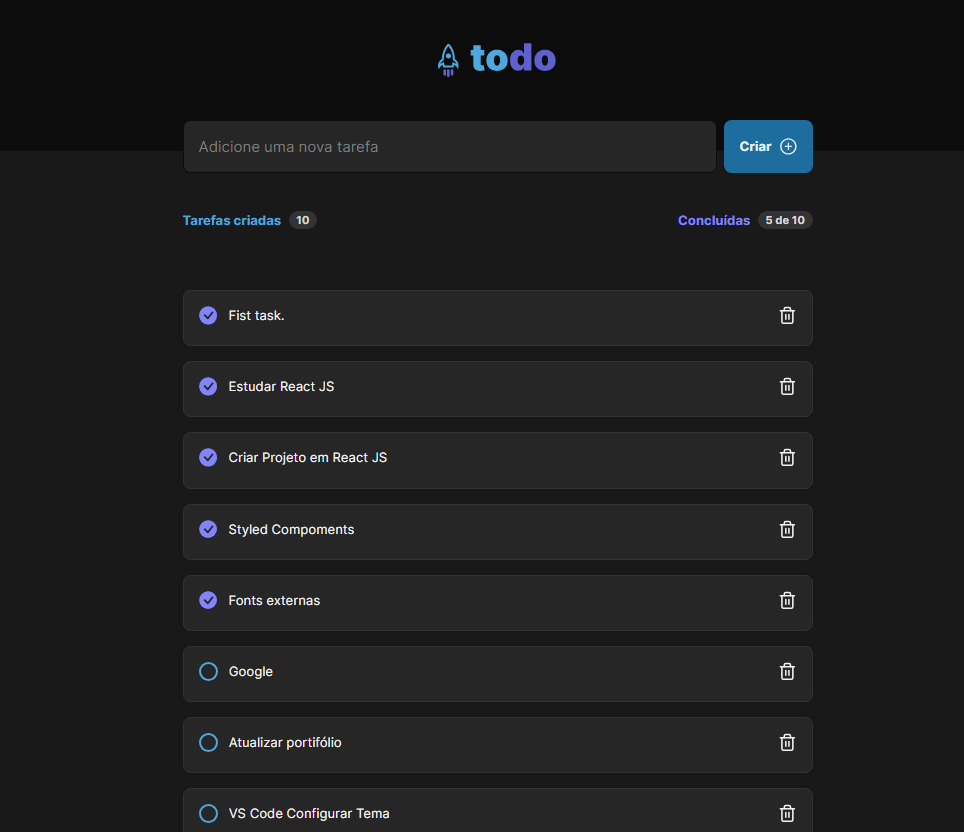 todo
Adicione uma nova tarefa
Criar
Tarefas criadas 10
Concluídas 5 de 10
Fist task.
Estudar React JS
Criar Projeto em React JS
Styled Compoments
Fonts externas
Google
Atualizar portifólio
VS Code Configurar Tema